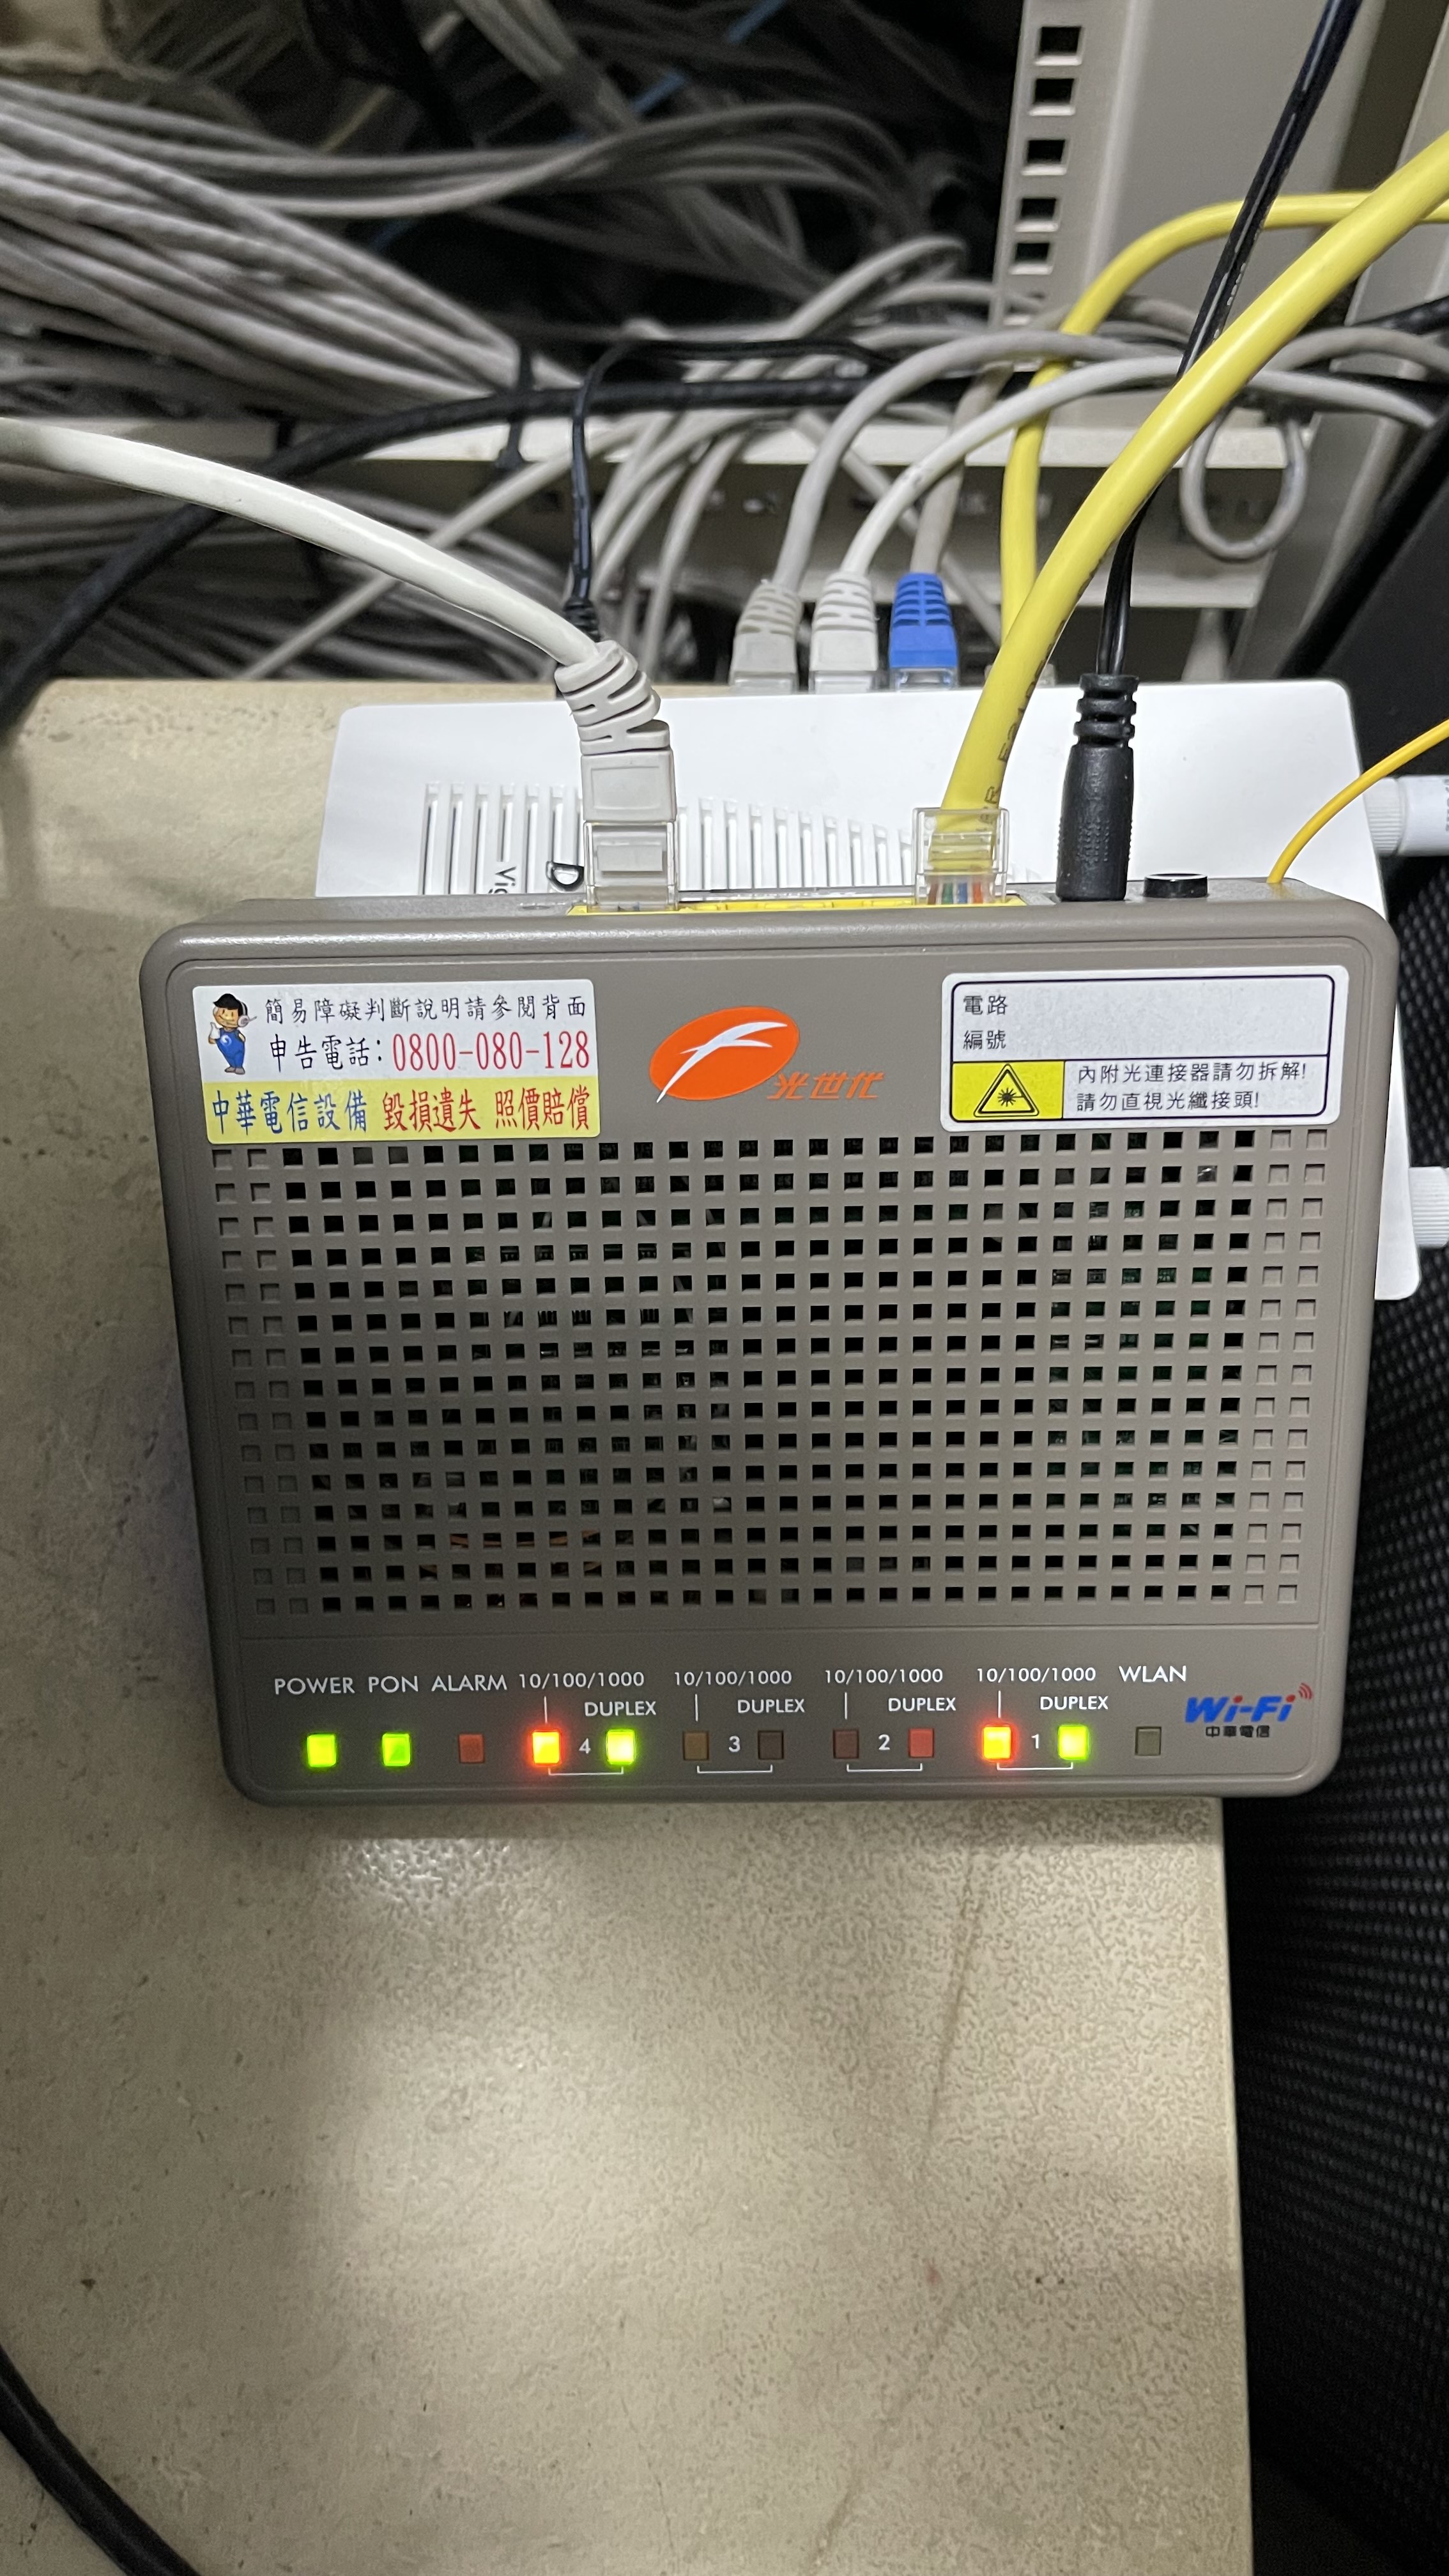 簡易障礙判斷說明請參閱背面
申告電話:0800-080-128
中華電信設備 毀損遺失 照價賠償
光世代
電路
編號
內附光連接器請勿拆解!
請勿直視光纖接頭!
POWER PON ALARM 10/100/1000 10/100/1000 10/100/1000 10/100/1000 WLAN
DUPLEX DUPLEX DUPLEX DUPLEX
4 3 2 1
Wi-Fi
中華電信